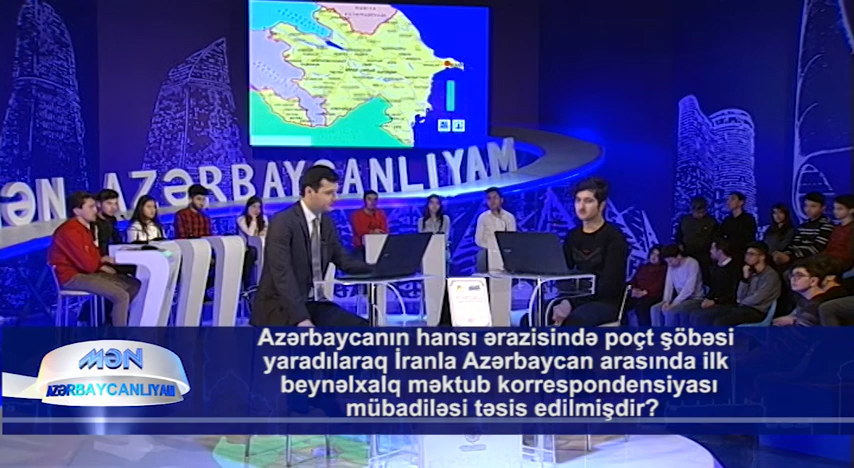 MƏN AZƏRBAYCANLIYAM
Azərbaycanın hansı ərazisində poçt şöbəsi
yaradılaraq İranla Azərbaycan arasında ilk
beynəlxalq məktub korrespondensiyası
mübadiləsi təsis edilmişdir?
MƏN
AZƏRBAYCANLIYAM